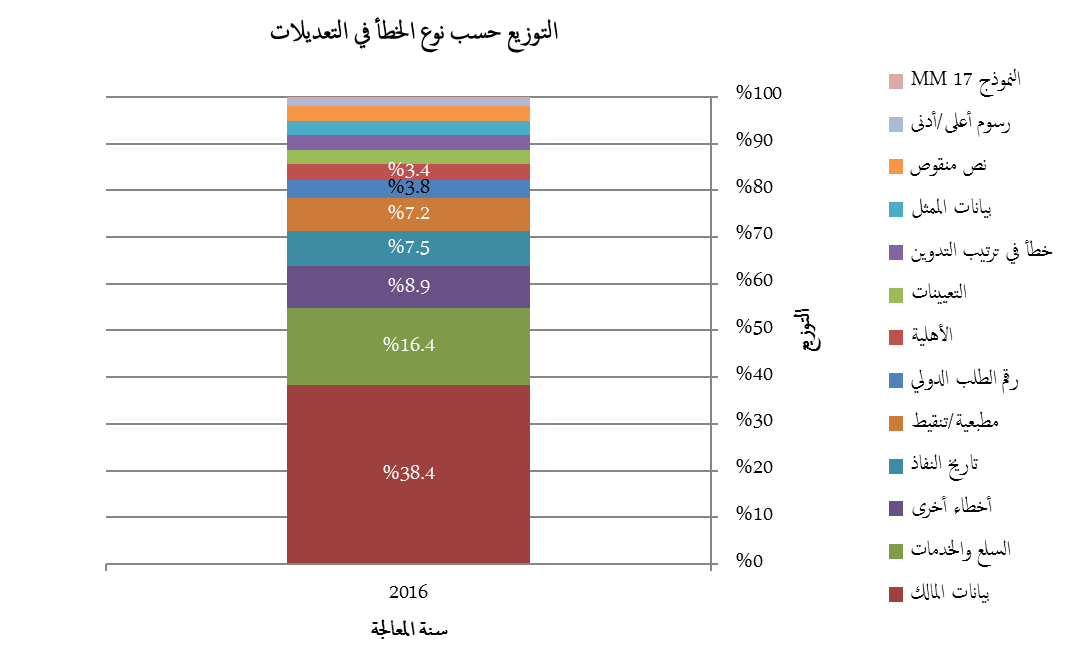 التوزيع حسب نوع الخطأ في التعديلات
%100
%90
%80
%70
%60
%50
%40
%30
%20
%10
%0
التوزيع
%3.4
%3.8
%7.2
%7.5
%8.9
%16.4
%38.4
2016
سنة المعالجة
النموذج MM 17
رسوم أعلى/أدنى
نص منقوص
بيانات الممثل
خطأ في ترتيب التدوين
التعيينات
الأهلية
رقم الطلب الدولي
مطبعية/تنقيط
تاريخ النفاذ
أخطاء أخرى
السلع والخدمات
بيانات المالك